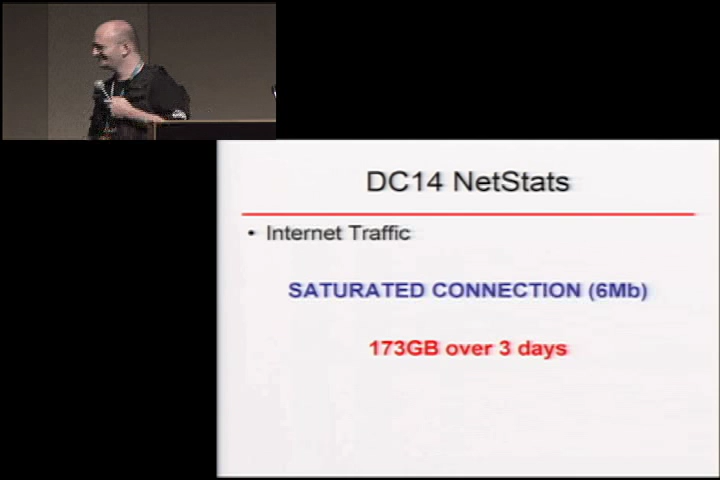 DC14 NetStats
• Internet Traffic
SATURATED CONNECTION (6Mb)
173GB over 3 days